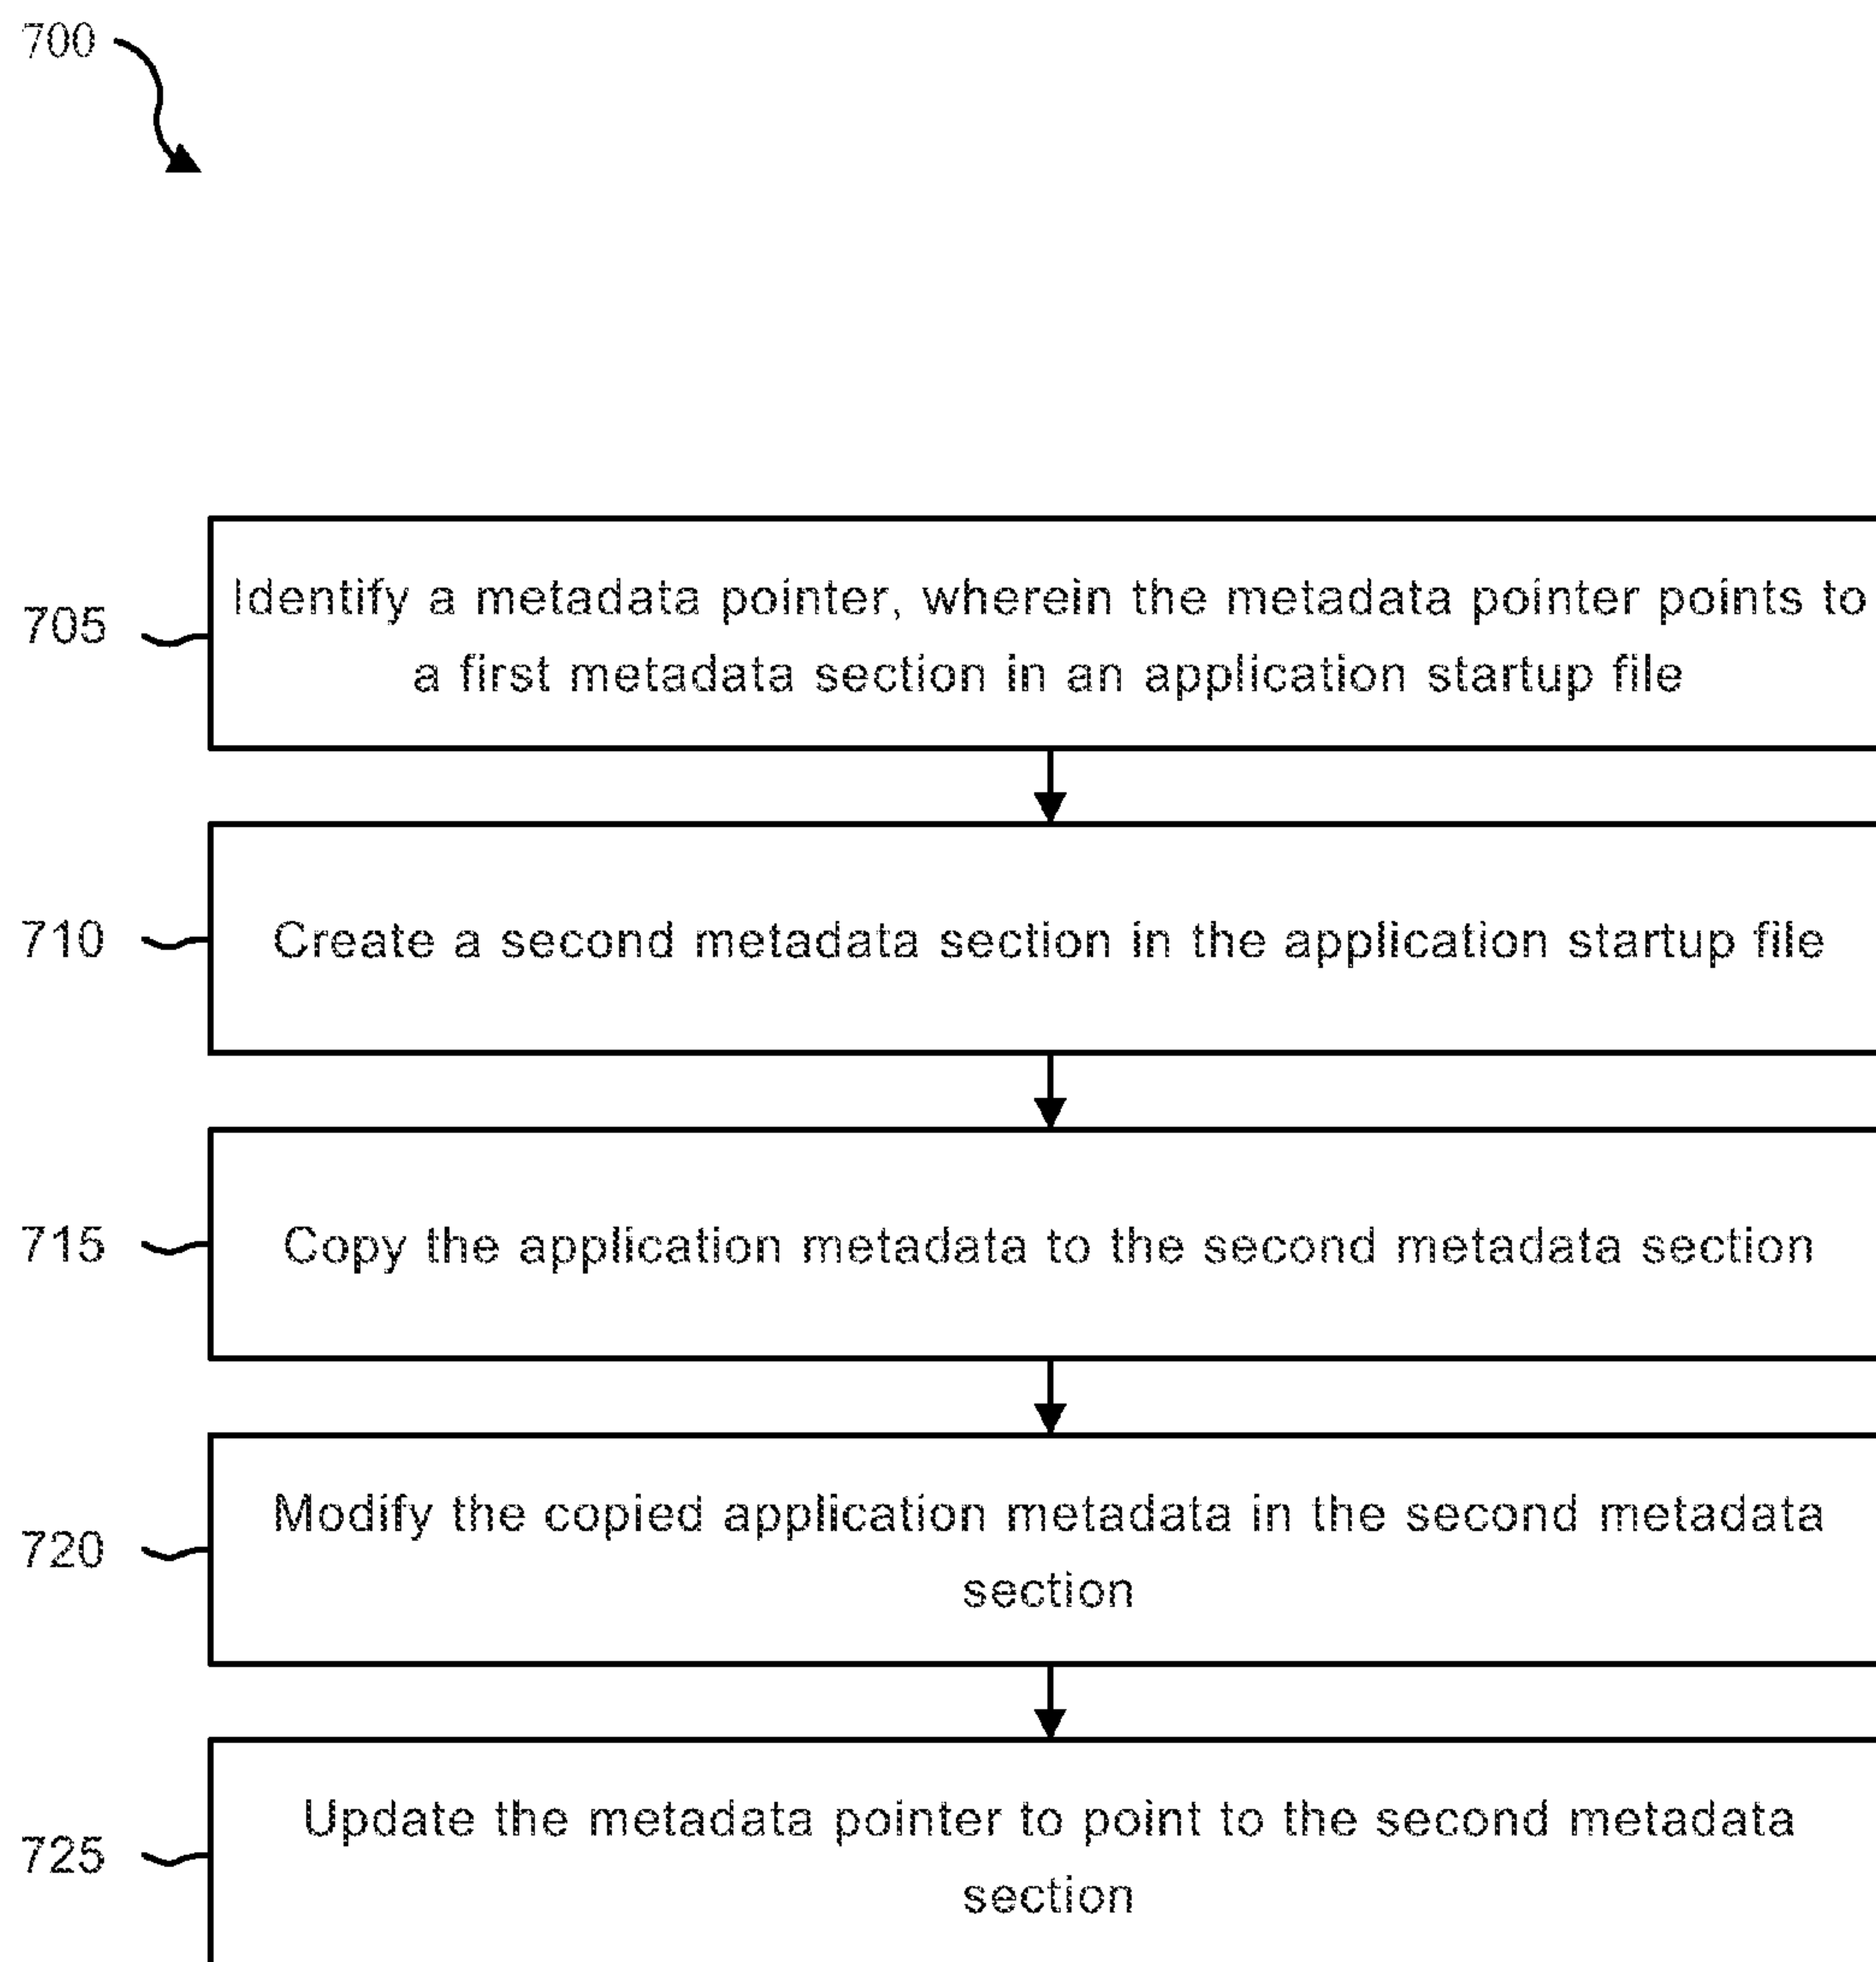 700
705
Identify a metadata pointer, wherein the metadata pointer points to
a first metadata section in an application startup file
710
Create a second metadata section in the application startup file
715
Copy the application metadata to the second metadata section
720
Modify the copied application metadata in the second metadata
section
725
Update the metadata pointer to point to the second metadata
section